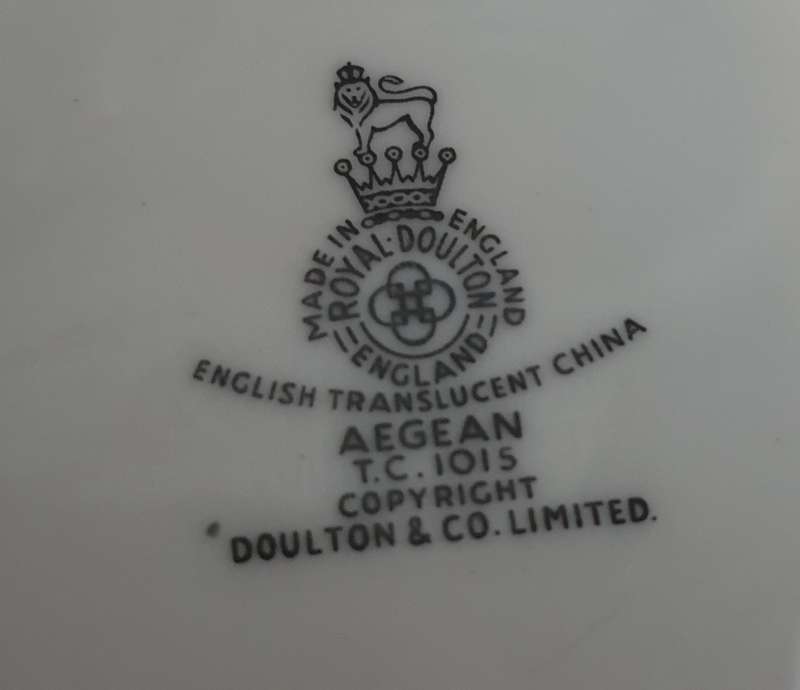 MADE IN ENGLAND
ROYAL·DOULTON
ENGLAND
ENGLISH TRANSLUCENT CHINA
AEGEAN
T.C. 1015
COPYRIGHT
DOULTON & CO. LIMITED.